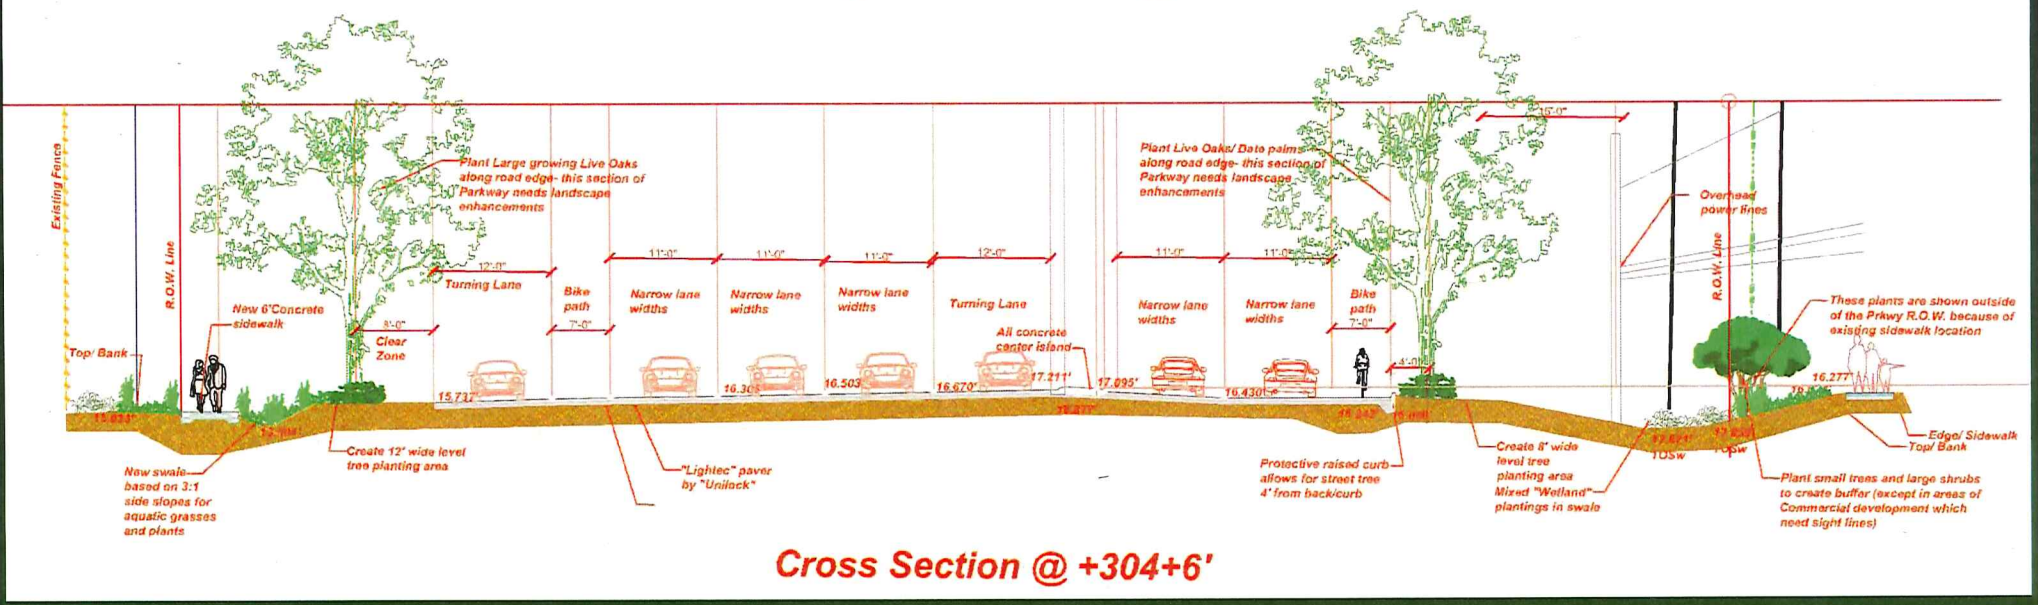 Existing Fence
R.O.W. Line
Plant Large growing Live Oaks
along road edge- this section of
Parkway needs landscape
enhancements
Plant Live Oaks/ Date palms
along road edge- this section of
Parkway needs landscape
enhancements
15'-0"
Overhead
power lines
R.O.W. Line
12'-0"
Turning Lane
Bike
path
7'-0"
11'-0"
Narrow lane
widths
11'-0"
Narrow lane
widths
11'-0"
Narrow lane
widths
12'-0"
Turning Lane
11'-0"
Narrow lane
widths
11'-0"
Narrow lane
widths
Bike
path
7'-0"
4'-0"
New 6'Concrete
sidewalk
8'-0"
Clear
Zone
All concrete
center island
These plants are shown outside
of the Prkwy R.O.W. because of
existing sidewalk location
Top/ Bank
15.737'
16.503'
16.670'
17.211'
17.095'
16.430'
16.277'
New swale
based on 3:1
side slopes for
aquatic grasses
and plants
Create 12' wide level
tree planting area
"Lightec" paver
by "Unilock"
Protective raised curb
allows for street tree
4' from back/curb
Create 8' wide
level tree
planting area
Mixed "Wetland"
plantings in swale
TOSw
TOSw
Edge/ Sidewalk
Top/ Bank
Plant small trees and large shrubs
to create buffer (except in areas of
Commercial development which
need sight lines)
Cross Section @ +304+6'